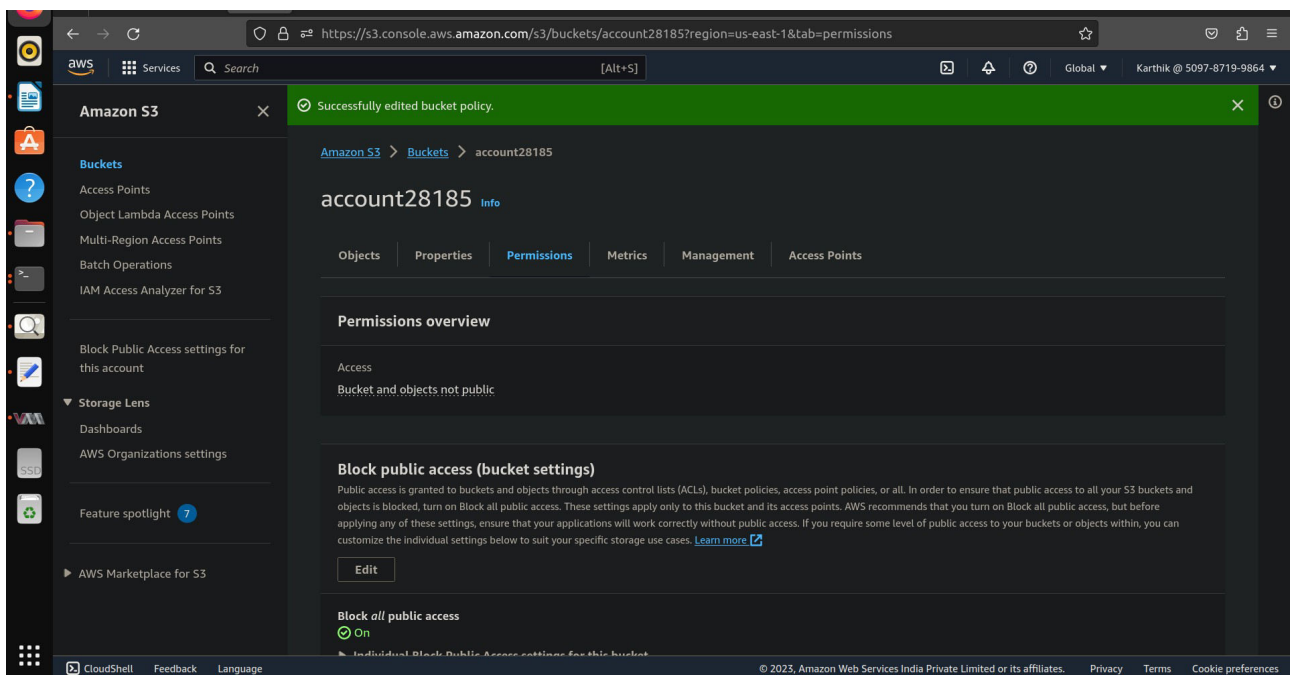 https://s3.console.aws.amazon.com/s3/buckets/account28185?region=us-east-1&tab=permissions
aws
Services
Search
[Alt+S]
Global
Karthik @ 5097-8719-9864
Amazon S3
Buckets
Access Points
Object Lambda Access Points
Multi-Region Access Points
Batch Operations
IAM Access Analyzer for S3
Block Public Access settings for
this account
Storage Lens
Dashboards
AWS Organizations settings
Feature spotlight 7
AWS Marketplace for S3
Successfully edited bucket policy.
Amazon S3 > Buckets > account28185
account28185 Info
Objects
Properties
Permissions
Metrics
Management
Access Points
Permissions overview
Access
Bucket and objects not public
Block public access (bucket settings)
Public access is granted to buckets and objects through access control lists (ACLs), bucket policies, access point policies, or all. In order to ensure that public access to all your S3 buckets and
objects is blocked, turn on Block all public access. These settings apply only to this bucket and its access points. AWS recommends that you turn on Block all public access, but before
applying any of these settings, ensure that your applications will work correctly without public access. If you require some level of public access to your buckets or objects within, you can
customize the individual settings below to suit your specific storage use cases. Learn more
Edit
Block all public access
On
Individual Block Public Access settings for this bucket
SSD
CloudShell
Feedback
Language
© 2023, Amazon Web Services India Private Limited or its affiliates.
Privacy
Terms
Cookie preferences